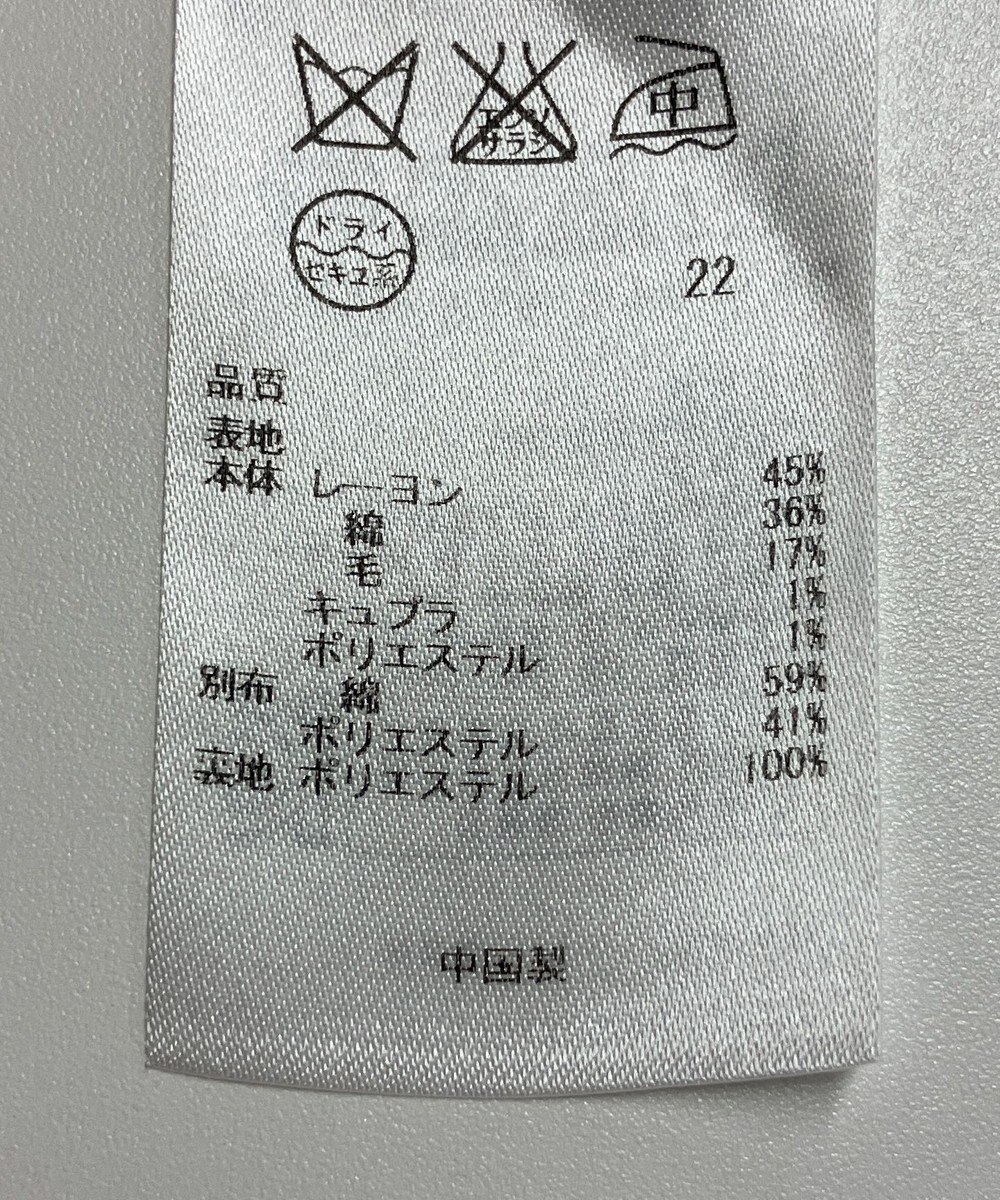 エンソ
サラシ
中
ドライ
セキユ系
22
品質
表地
本体 レーヨン 45%
綿 36%
毛 17%
キュプラ 1%
ポリエステル 1%
別布 綿 59%
ポリエステル 41%
裏地 ポリエステル 100%
中国製